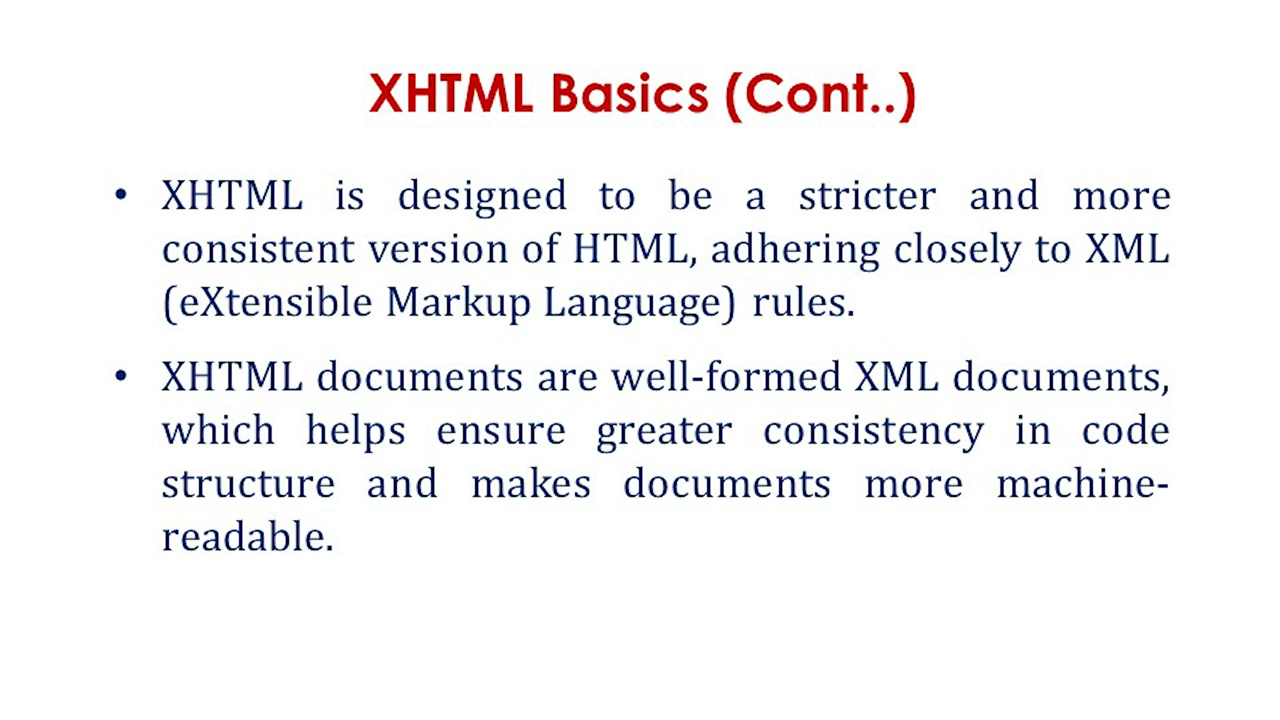 XHTML Basics (Cont..)
• XHTML is designed to be a stricter and more
consistent version of HTML, adhering closely to XML
(eXtensible Markup Language) rules.
• XHTML documents are well-formed XML documents,
which helps ensure greater consistency in code
structure and makes documents more machine-
readable.